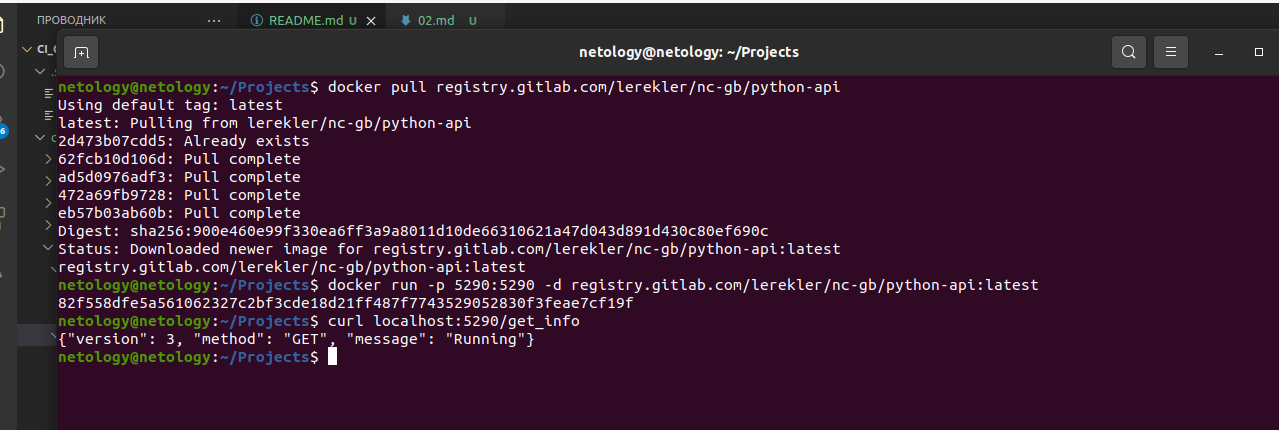 ПРОВОДНИК ··· README.md U × 02.md U
netology@netology: ~/Projects
netology@netology:~/Projects$ docker pull registry.gitlab.com/lerekler/nc-gb/python-api
Using default tag: latest
latest: Pulling from lerekler/nc-gb/python-api
2d473b07cdd5: Already exists
62fcb10d106d: Pull complete
ad5d0976adf3: Pull complete
472a69fb9728: Pull complete
eb57b03ab60b: Pull complete
Digest: sha256:900e460e99f330ea6ff3a9a8011d10de66310621a47d043d891d430c80ef690c
Status: Downloaded newer image for registry.gitlab.com/lerekler/nc-gb/python-api:latest
registry.gitlab.com/lerekler/nc-gb/python-api:latest
netology@netology:~/Projects$ docker run -p 5290:5290 -d registry.gitlab.com/lerekler/nc-gb/python-api:latest
82f558dfe5a561062327c2bf3cde18d21ff487f7743529052830f3feae7cf19f
netology@netology:~/Projects$ curl localhost:5290/get_info
{"version": 3, "method": "GET", "message": "Running"}
netology@netology:~/Projects$